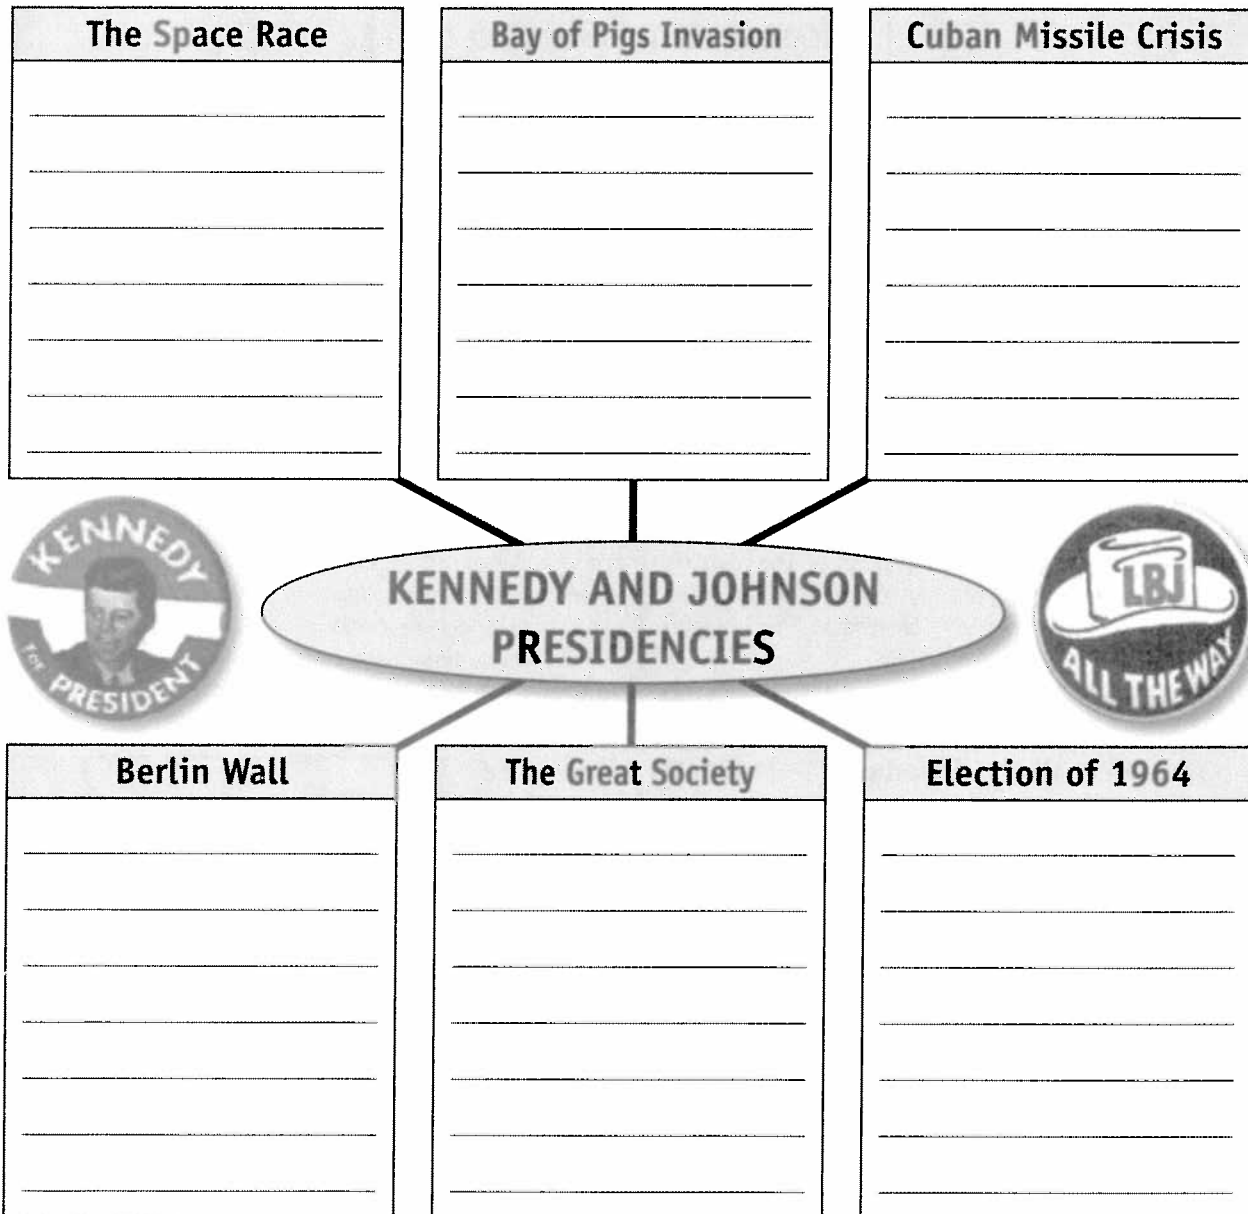 The Space Race
Bay of Pigs Invasion
Cuban Missile Crisis
KENNEDY
FOR
PRESIDENT
KENNEDY AND JOHNSON
PRESIDENCIES
LBJ
ALL THE WAY
Berlin Wall
The Great Society
Election of 1964